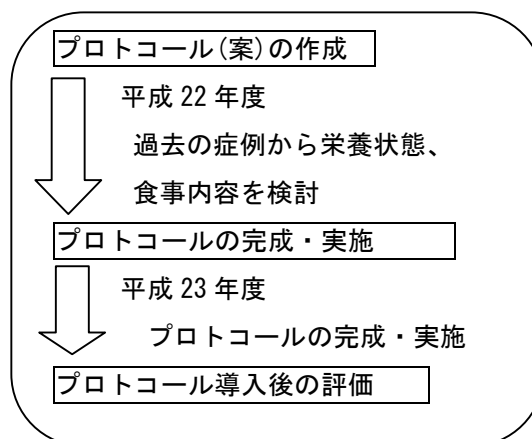 プロトコール(案)の作成
平成 22 年度
過去の症例から栄養状態、
食事内容を検討
プロトコールの完成・実施
平成 23 年度
プロトコールの完成・実施
プロトコール導入後の評価